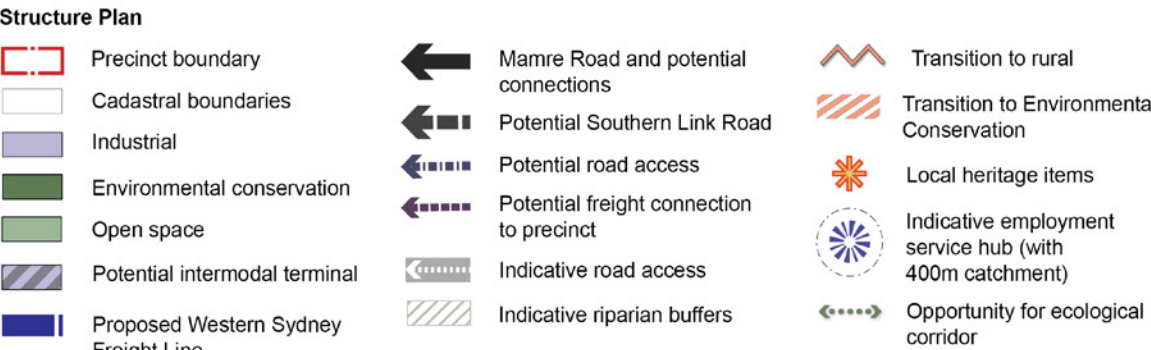 Structure Plan
Precinct boundary
Cadastral boundaries
Industrial
Environmental conservation
Open space
Potential intermodal terminal
Proposed Western Sydney
Freight Line
Mamre Road and potential
connections
Potential Southern Link Road
Potential road access
Potential freight connection
to precinct
Indicative road access
Indicative riparian buffers
Transition to rural
Transition to Environmenta
Conservation
Local heritage items
Indicative employment
service hub (with
400m catchment)
Opportunity for ecological
corridor